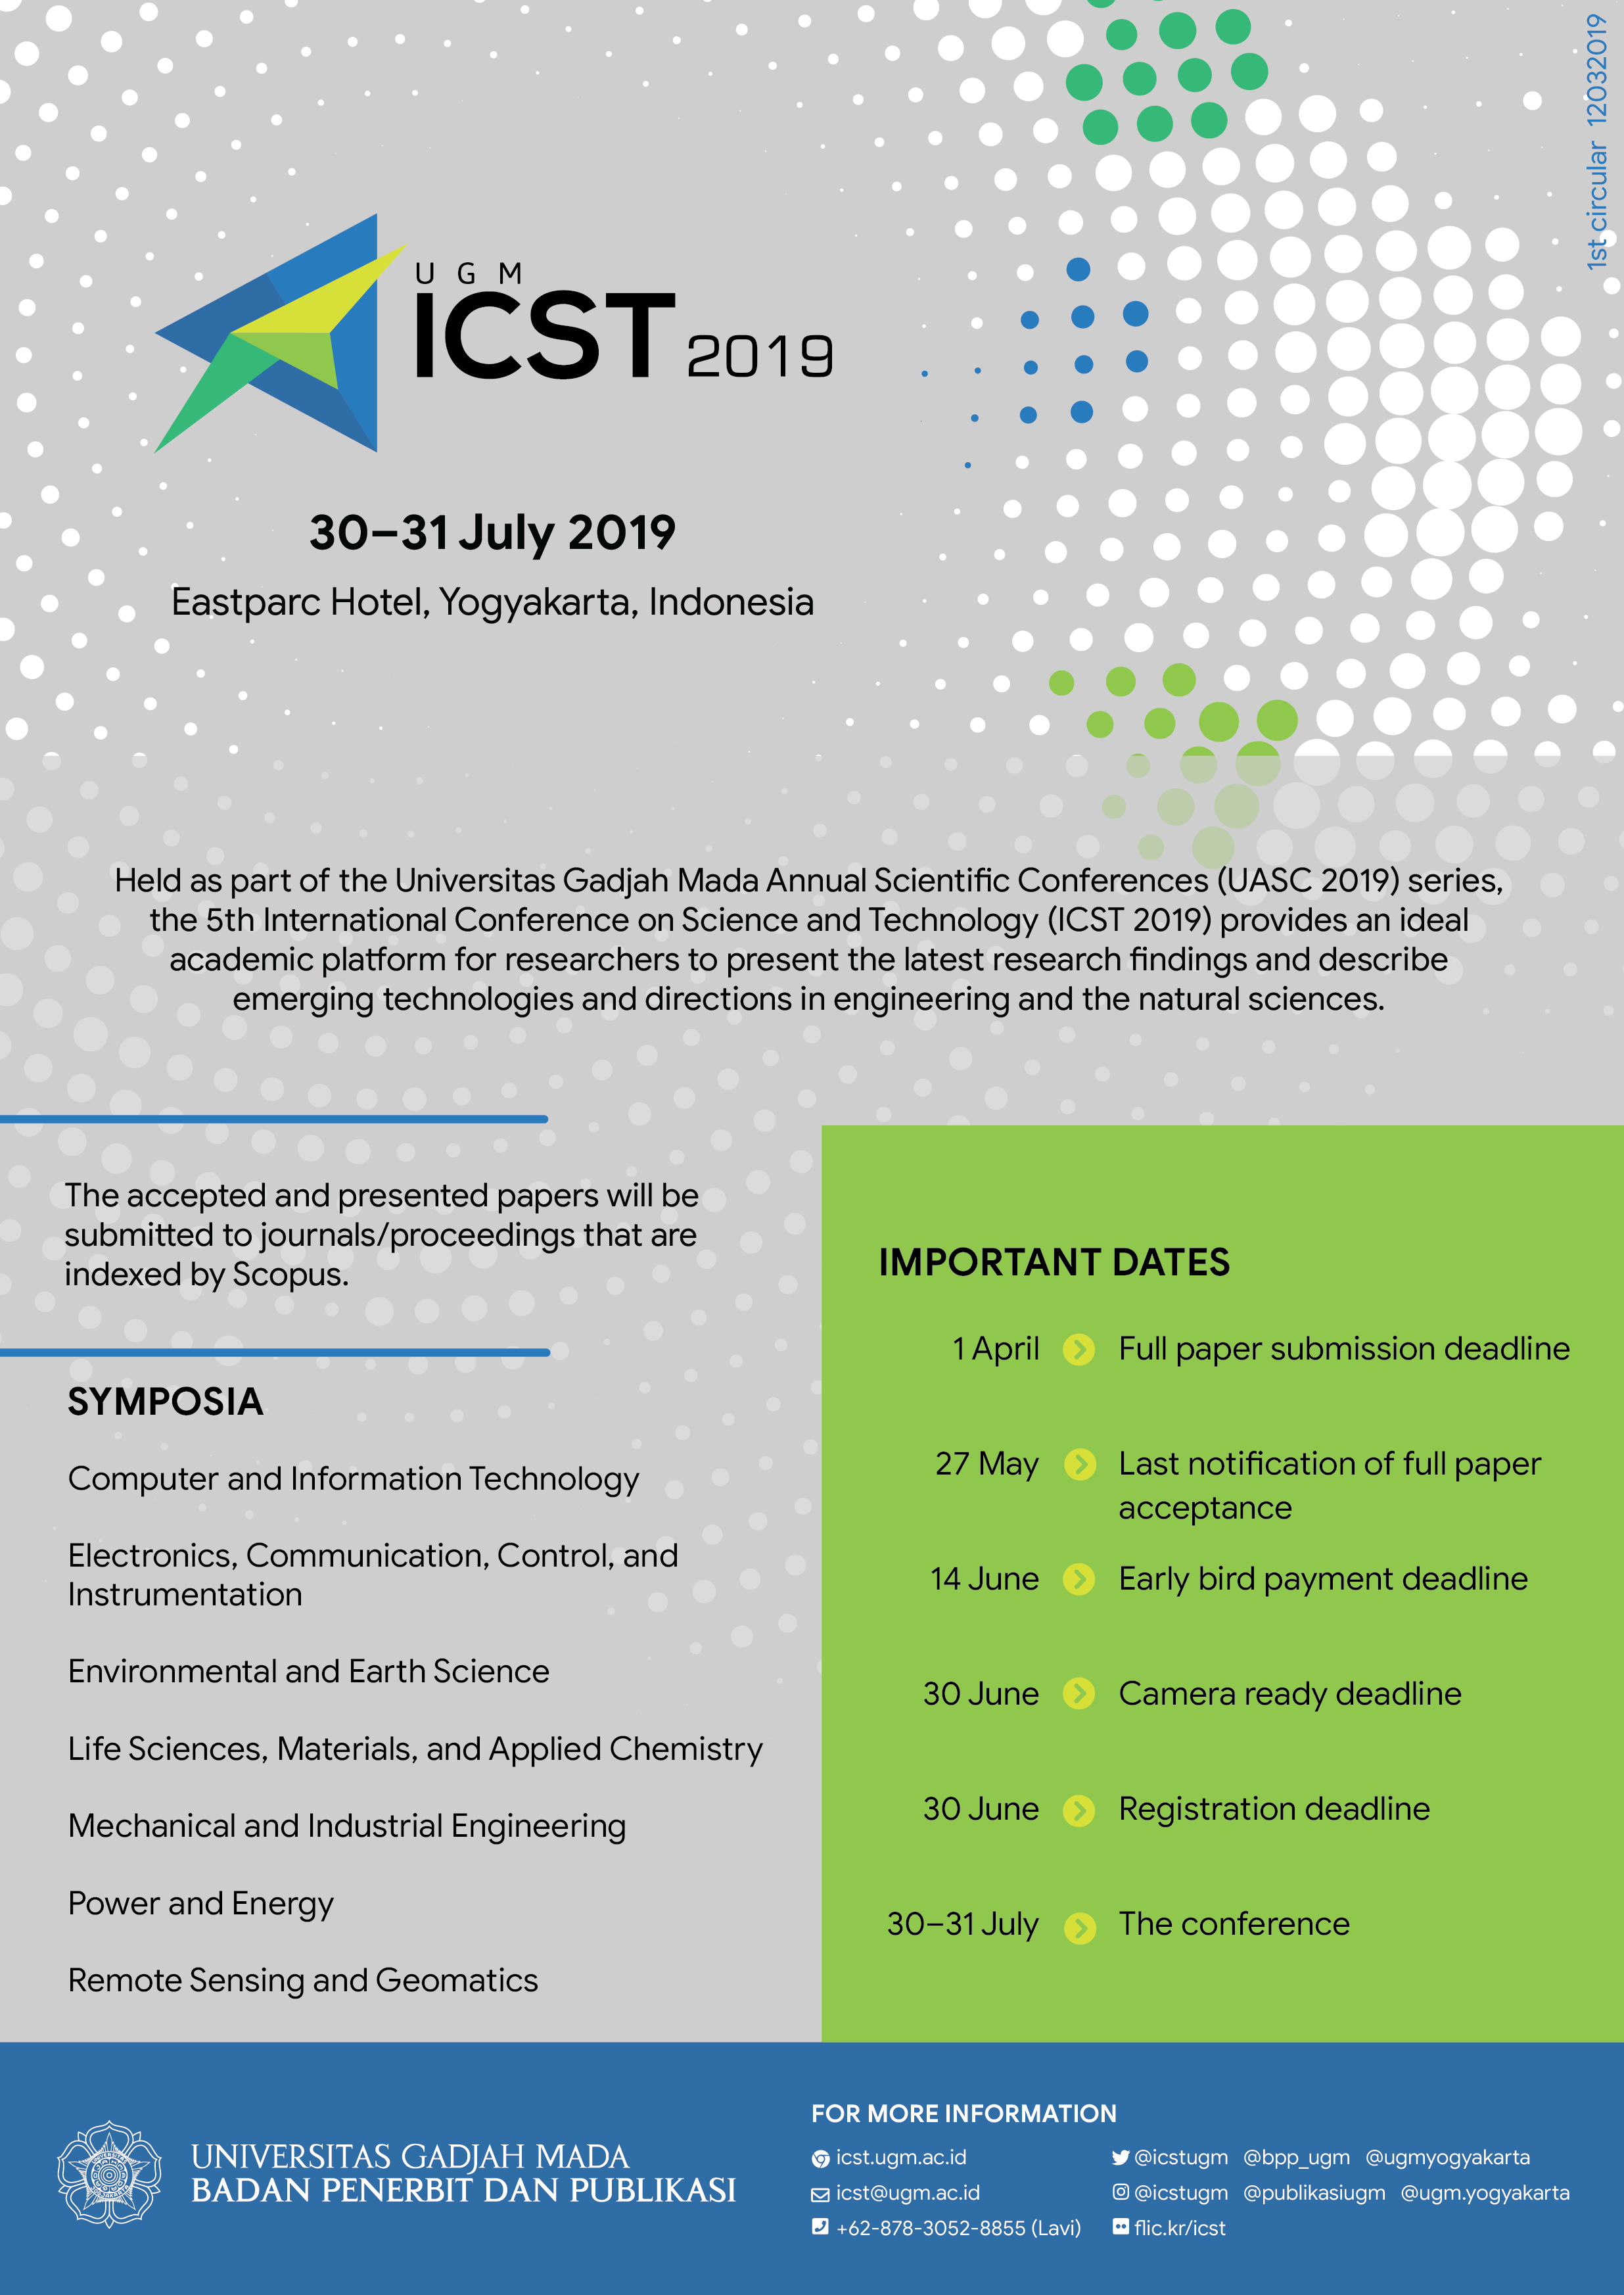 1st circular 12032019
UGM
ICST 2019
30–31 July 2019
Eastparc Hotel, Yogyakarta, Indonesia
Held as part of the Universitas Gadjah Mada Annual Scientific Conferences (UASC 2019) series,
the 5th International Conference on Science and Technology (ICST 2019) provides an ideal
academic platform for researchers to present the latest research findings and describe
emerging technologies and directions in engineering and the natural sciences.
The accepted and presented papers will be
submitted to journals/proceedings that are
indexed by Scopus.
SYMPOSIA
Computer and Information Technology
Electronics, Communication, Control, and
Instrumentation
Environmental and Earth Science
Life Sciences, Materials, and Applied Chemistry
Mechanical and Industrial Engineering
Power and Energy
Remote Sensing and Geomatics
IMPORTANT DATES
1 April Full paper submission deadline
27 May Last notification of full paper
acceptance
14 June Early bird payment deadline
30 June Camera ready deadline
30 June Registration deadline
30–31 July The conference
UNIVERSITAS GADJAH MADA
BADAN PENERBIT DAN PUBLIKASI
FOR MORE INFORMATION
icst.ugm.ac.id
icst@ugm.ac.id
+62-878-3052-8855 (Lavi)
@icstugm @bpp_ugm @ugmyogyakarta
@icstugm @publikasiugm @ugm.yogyakarta
flic.kr/icst